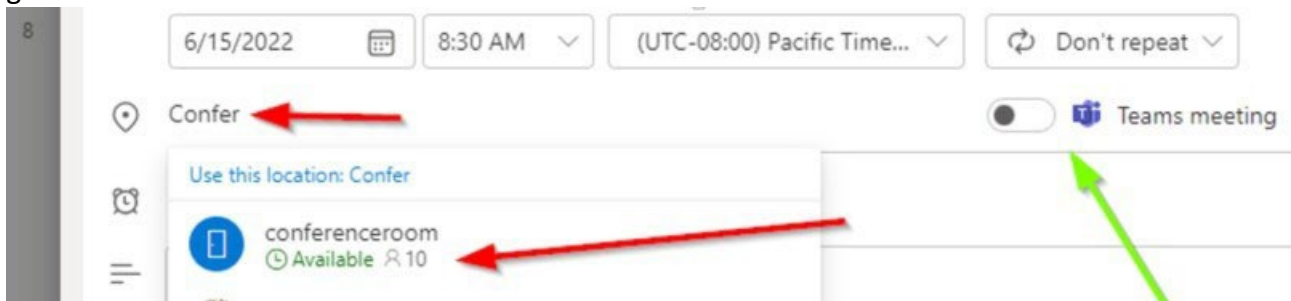 8
6/15/2022 8:30 AM (UTC-08:00) Pacific Time... Don't repeat
Confer Teams meeting
Use this location: Confer
conferenceroom
Available 10